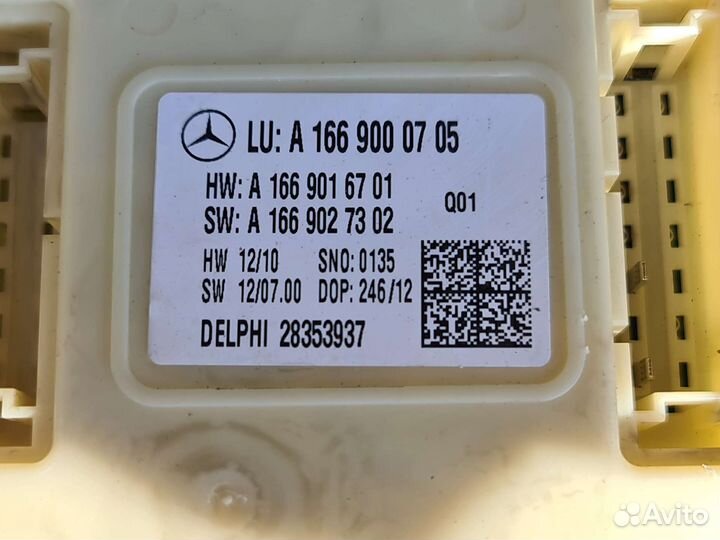 LU: A 166 900 07 05
HW: A 166 901 67 01
SW: A 166 902 73 02
Q01
HW 12/10 SNO: 0135
SW 12/07.00 DOP: 246/12
DELPHI 28353937
Avito